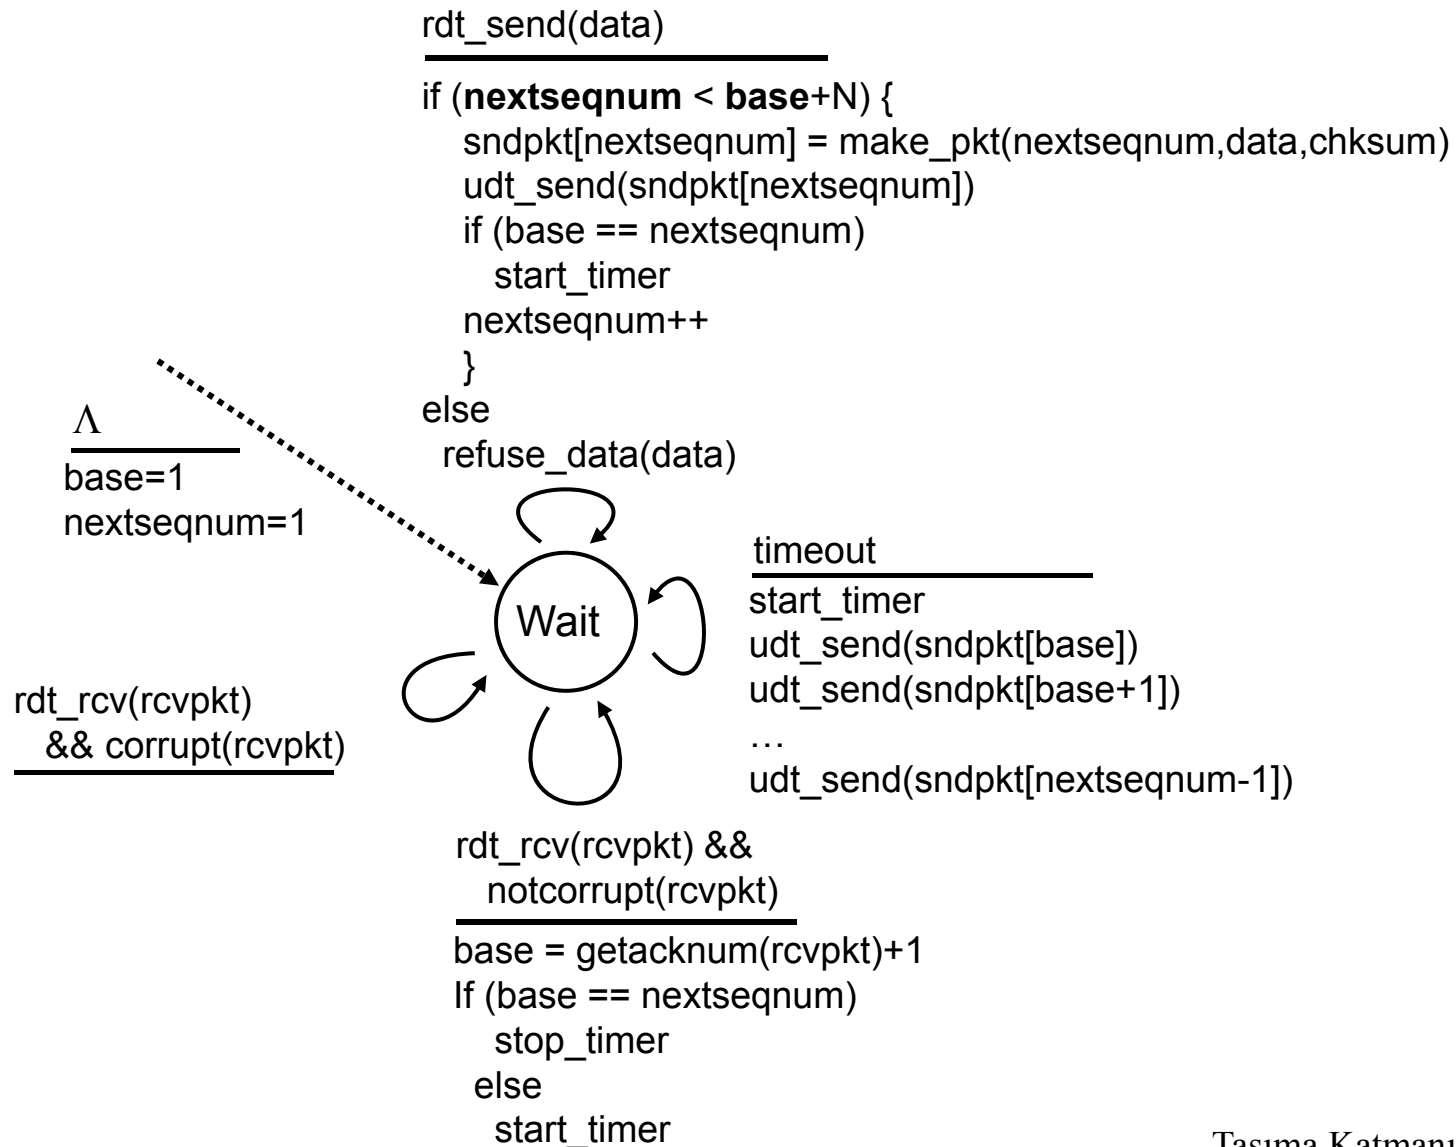 rdt_send(data)
if (nextseqnum < base+N) {
sndpkt[nextseqnum] = make_pkt(nextseqnum,data,chksum)
udt_send(sndpkt[nextseqnum])
if (base == nextseqnum)
start_timer
nextseqnum++
}
else
refuse_data(data)
Λ
base=1
nextseqnum=1
Wait
timeout
start_timer
udt_send(sndpkt[base])
udt_send(sndpkt[base+1])
…
udt_send(sndpkt[nextseqnum-1])
rdt_rcv(rcvpkt)
&& corrupt(rcvpkt)
rdt_rcv(rcvpkt) &&
notcorrupt(rcvpkt)
base = getacknum(rcvpkt)+1
If (base == nextseqnum)
stop_timer
else
start_timer
Taşıma Katmanı